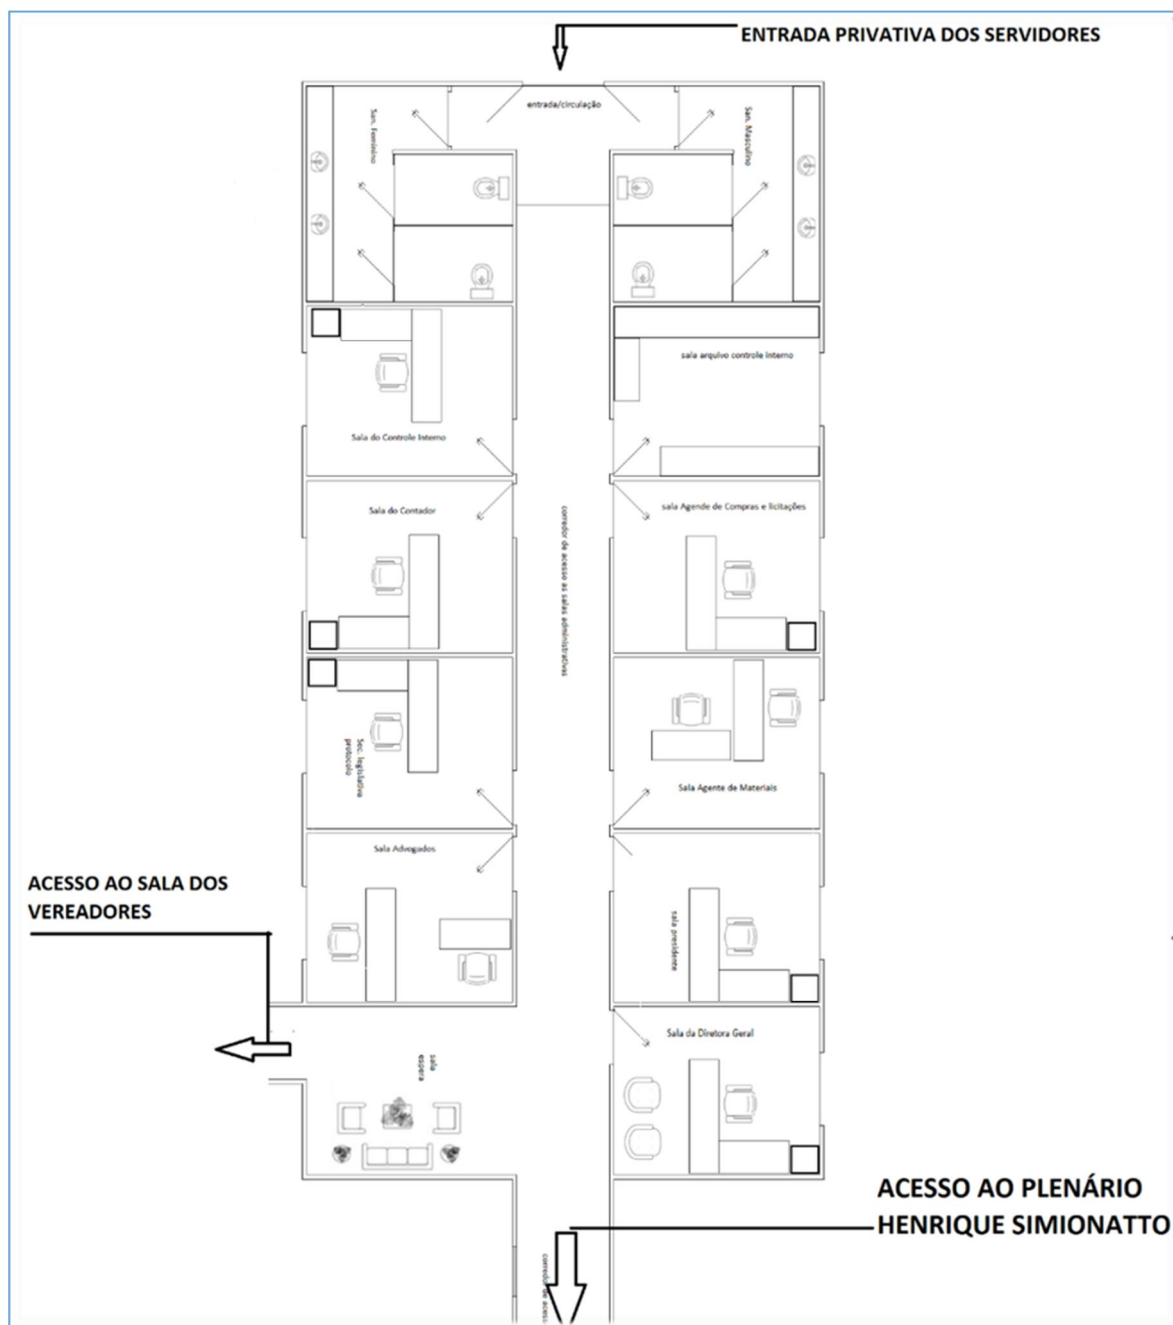 ENTRADA PRIVATIVA DOS SERVIDORES
entrada/circulação
San. Feminino
San. Masculino
sala arquivo controle interno
Sala do Controle Interno
Sala do Contador
sala Agende de Compras e licitações
corredor de acesso as salas administrativas
Sec. legislativa
protocolo
Sala Agente de Materiais
Sala Advogados
ACESSO AO SALA DOS
VEREADORES
sala presidente
Sala da Diretora Geral
sala
espera
ACESSO AO PLENÁRIO
HENRIQUE SIMIONATTO
corredor de acess